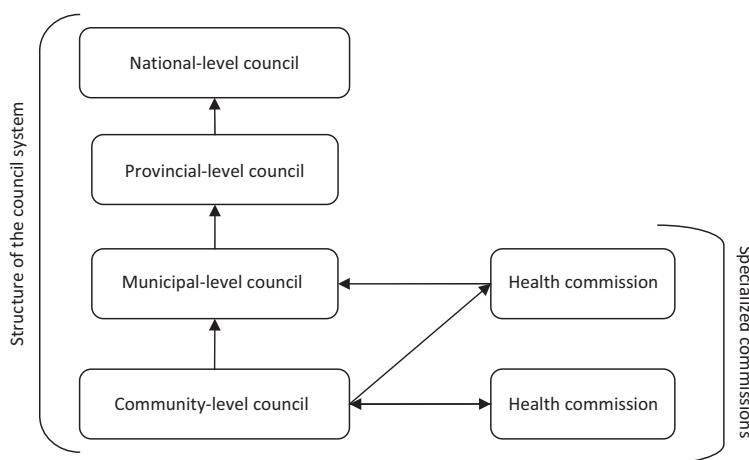 Structure of the council system
National-level council
Provincial-level council
Municipal-level council
Health commission
Community-level council
Health commission
Specialized commissions